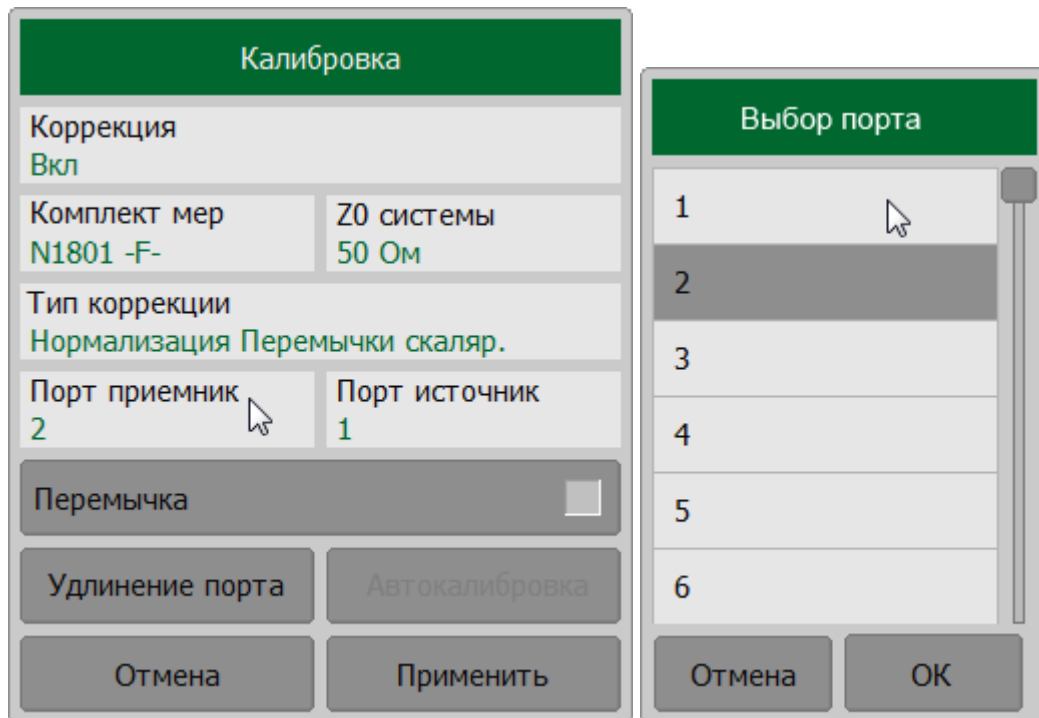 Калибровка
Коррекция
Вкл
Комплект мер
N1801 -F-
Z0 системы
50 Ом
Тип коррекции
Нормализация Перемычки скаляр.
Порт приемник
2
Порт источник
1
Перемычка
Удлинение порта
Автокалибровка
Отмена
Применить
Выбор порта
1
2
3
4
5
6
Отмена
ОК